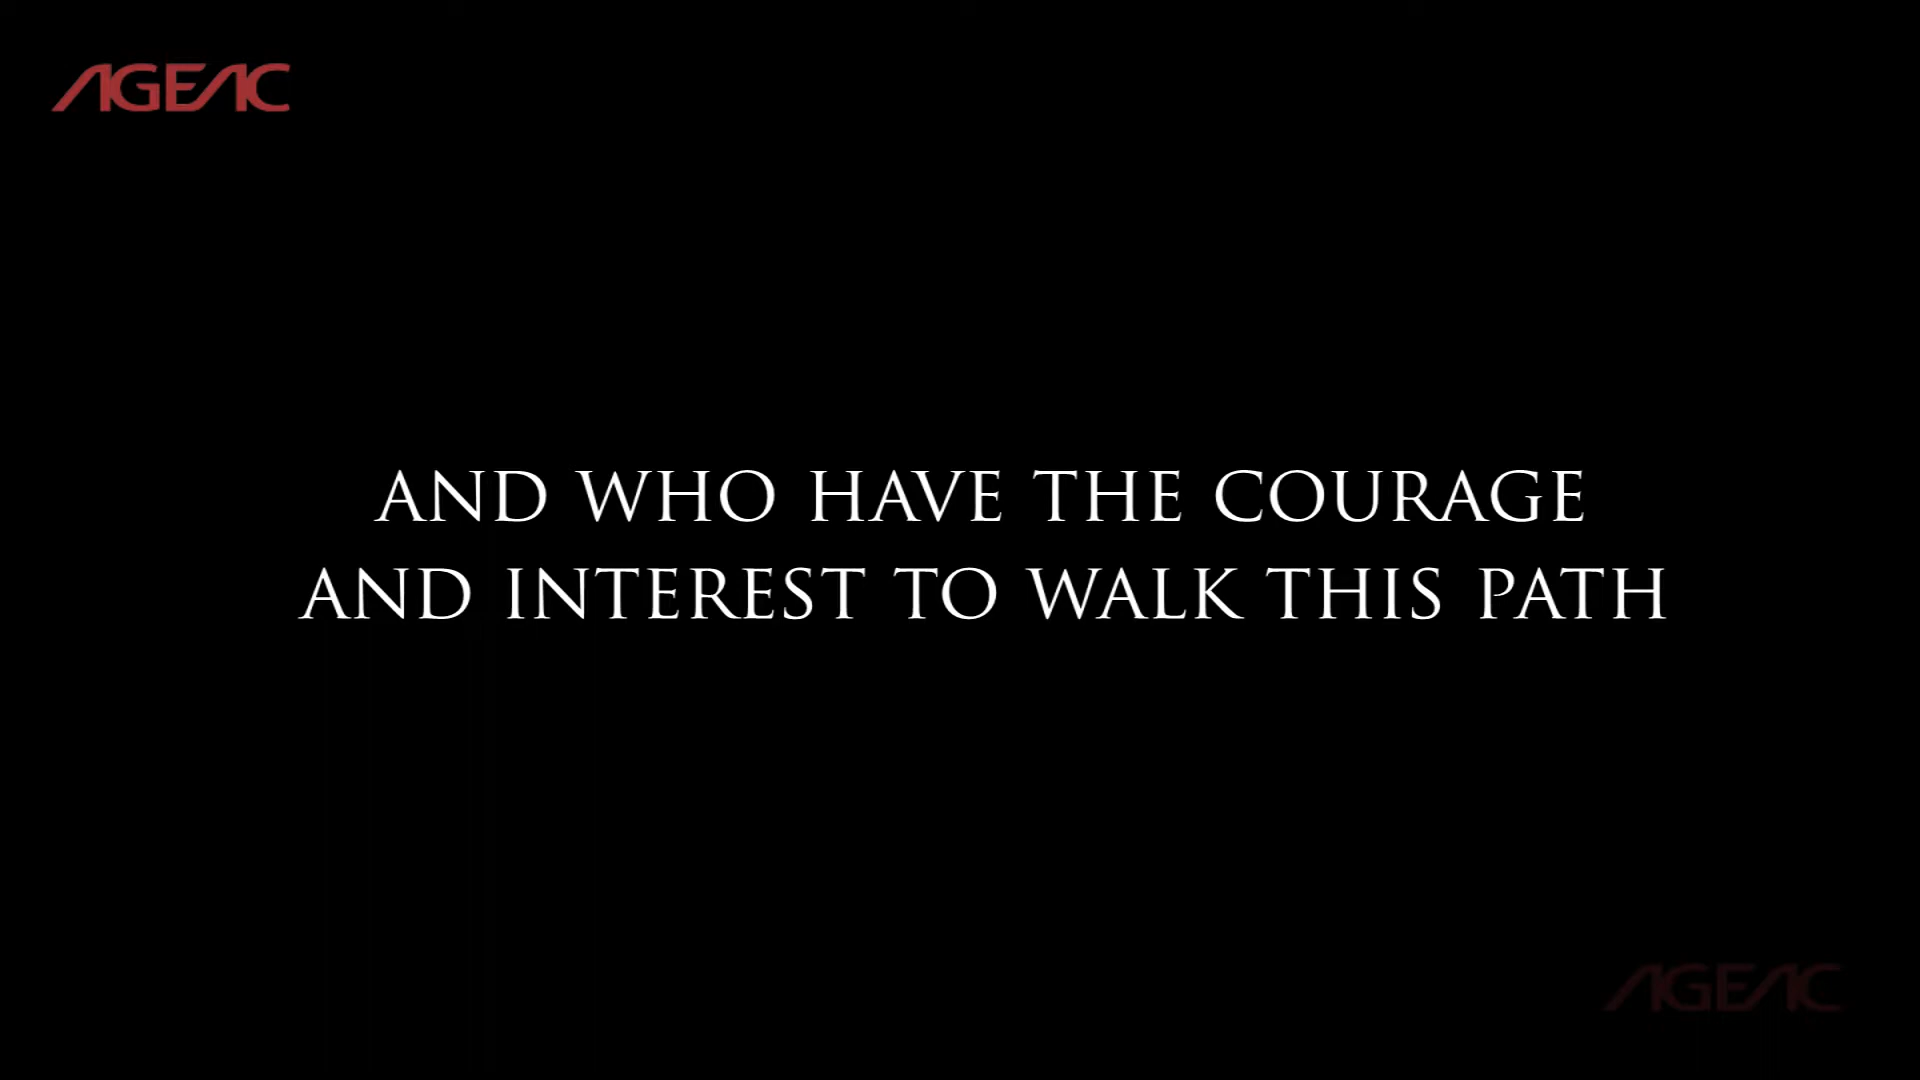 AGEAC
AND WHO HAVE THE COURAGE
AND INTEREST TO WALK THIS PATH
AGEAC